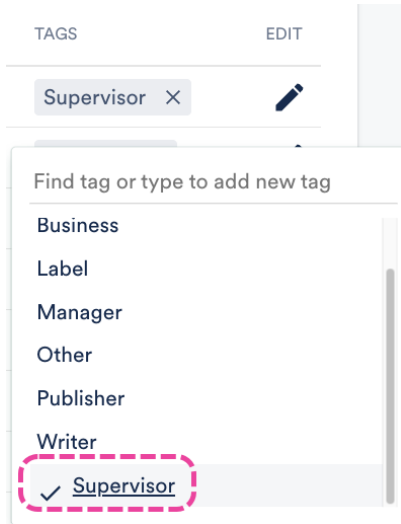 TAGS EDIT
Supervisor
Find tag or type to add new tag
Business
Label
Manager
Other
Publisher
Writer
Supervisor